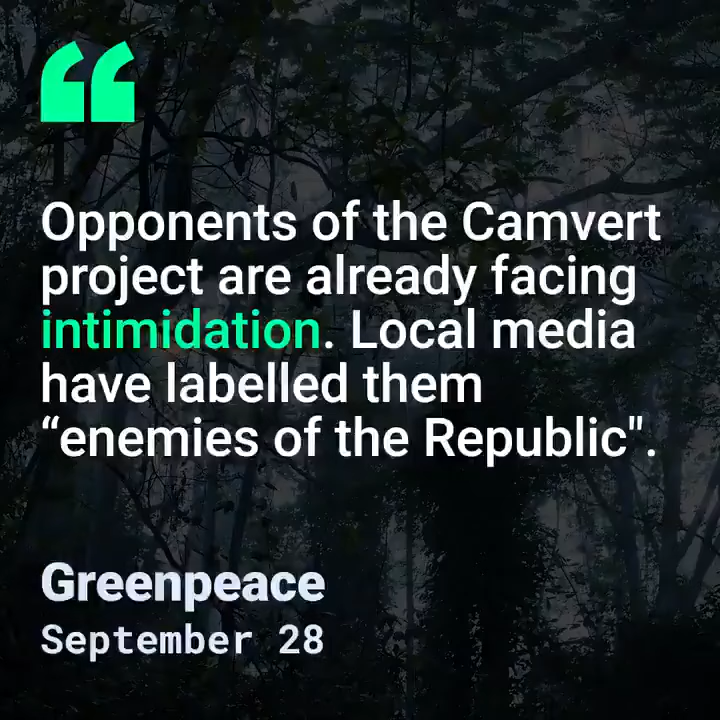 Opponents of the Camvert
project are already facing
intimidation. Local media
have labelled them
“enemies of the Republic".
Greenpeace
September 28